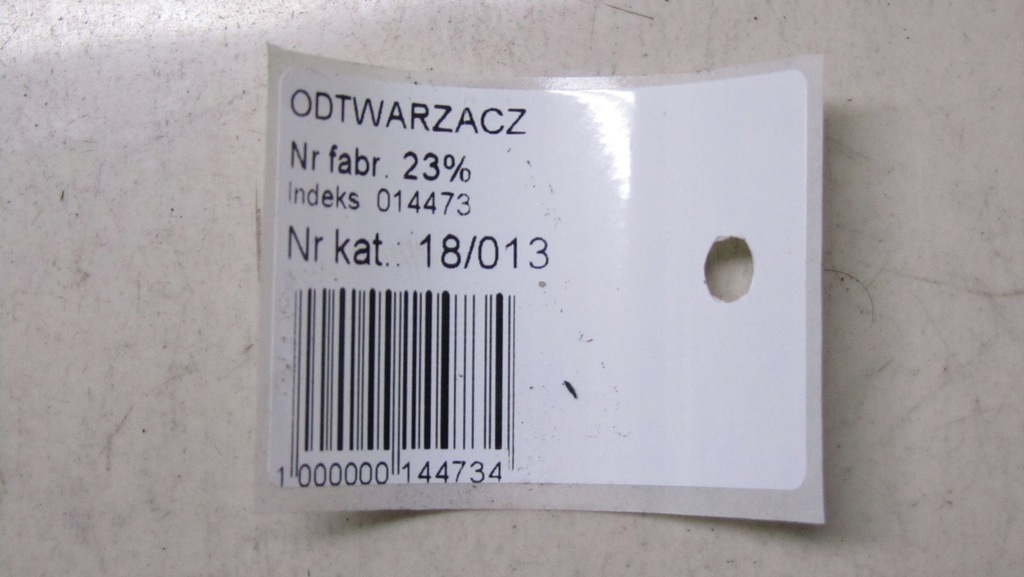 ODTWARZACZ
Nr fabr. 23%
Indeks 014473
Nr kat.: 18/013
1 000000 144734